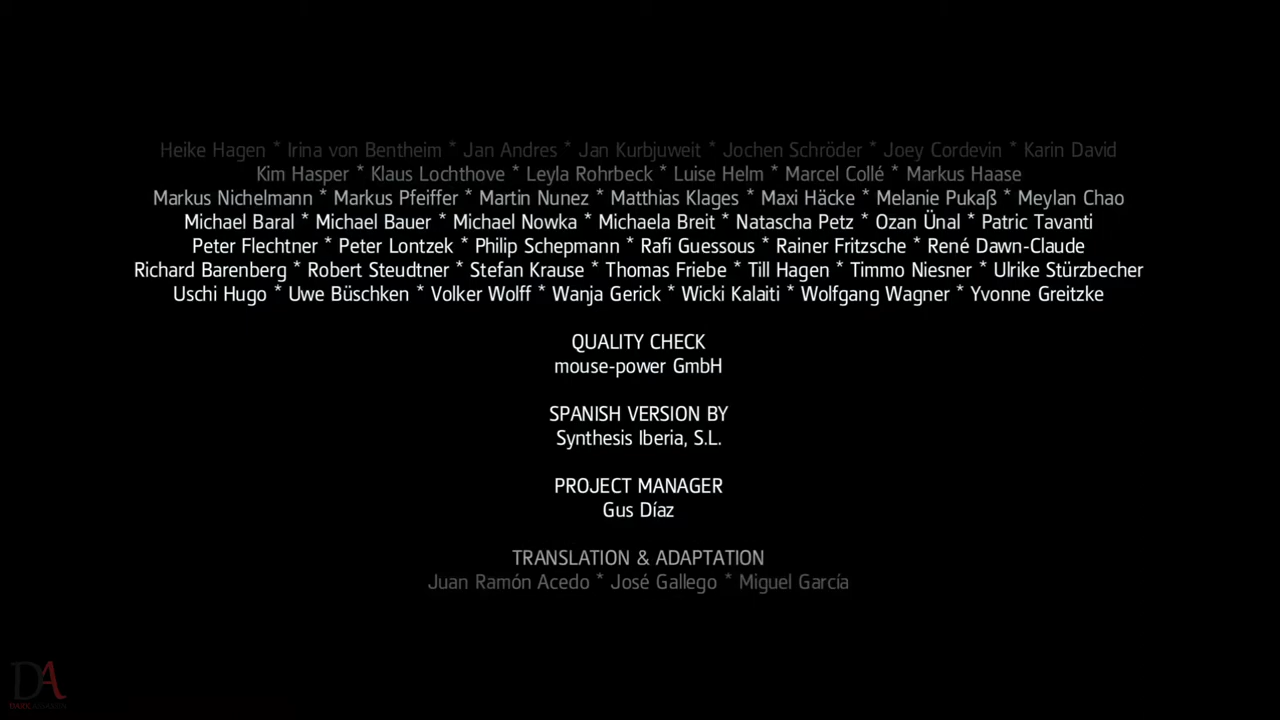 Heike Hagen * Irina von Bentheim * Jan Andres * Jan Kurbjuweit * Jochen Schröder * Joey Cordevin * Karin David
Kim Hasper * Klaus Lochthove * Leyla Rohrbeck * Luise Helm * Marcel Collé * Markus Haase
Markus Nichelmann * Markus Pfeiffer * Martin Nunez * Matthias Klages * Maxi Häcke * Melanie Pukaß * Meylan Chao
Michael Baral * Michael Bauer * Michael Nowka * Michaela Breit * Natascha Petz * Ozan Ünal * Patric Tavanti
Peter Flechtner * Peter Lontzek * Philip Schepmann * Rafi Guessous * Rainer Fritzsche * René Dawn-Claude
Richard Barenberg * Robert Steudtner * Stefan Krause * Thomas Friebe * Till Hagen * Timmo Niesner * Ulrike Stürzbecher
Uschi Hugo * Uwe Büschken * Volker Wolff * Wanja Gerick * Wicki Kalaiti * Wolfgang Wagner * Yvonne Greitzke
QUALITY CHECK
mouse-power GmbH
SPANISH VERSION BY
Synthesis Iberia, S.L.
PROJECT MANAGER
Gus Díaz
TRANSLATION & ADAPTATION
Juan Ramón Acedo * José Gallego * Miguel García
DA